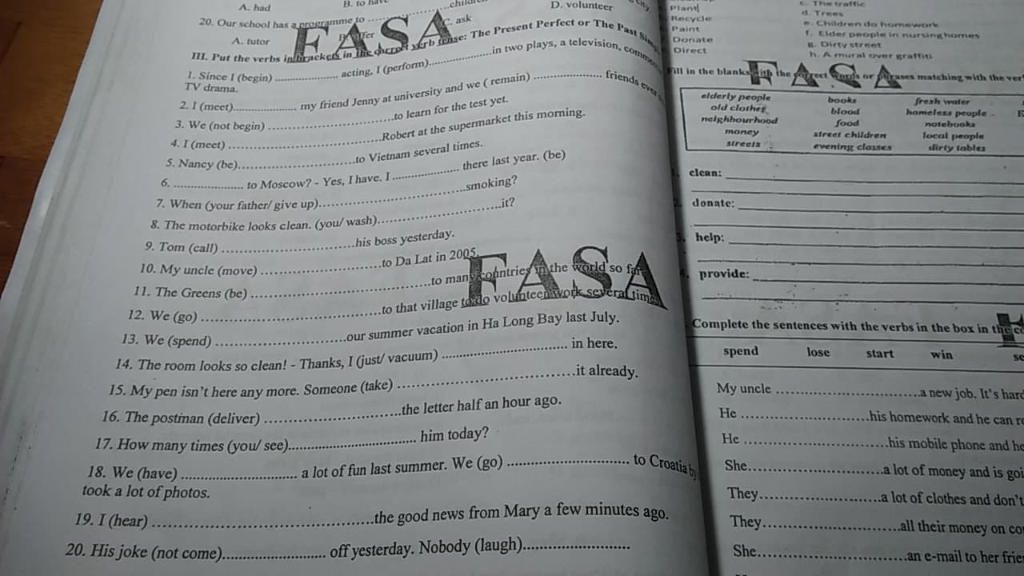 A. had
B. to have
D. volunteer
20. Our school has a programme to ....................
C. ask
A. tutor
III. Put the verbs in brackets in the correct verb tense: The Present Perfect or The Past
1. Since I (begin) .................... acting, I (perform)....................in two plays, a television,
TV drama.
2. I (meet).................... my friend Jenny at university and we ( remain) .................... friends ever
3. We (not begin) ....................to learn for the test yet.
4. I (meet) ....................Robert at the supermarket this morning.
5. Nancy (be)....................to Vietnam several times.
6. .................... to Moscow? - Yes, I have. I .................... there last year. (be)
7. When (your father/ give up)....................smoking?
8. The motorbike looks clean. (you/ wash)....................it?
9. Tom (call) ....................his boss yesterday.
10. My uncle (move) ....................to Da Lat in 2005.
11. The Greens (be) ....................to many countries in the world so far.
12. We (go) ....................to that village to do volunteer work several
13. We (spend) ....................our summer vacation in Ha Long Bay last July.
14. The room looks so clean! - Thanks, I (just/ vacuum) .................... in here.
15. My pen isn't here any more. Someone (take) ....................it already.
16. The postman (deliver) ....................the letter half an hour ago.
17. How many times (you/ see).................... him today?
18. We (have) .................... a lot of fun last summer. We (go) .................... to Croatia
took a lot of photos.
19. I (hear) ....................the good news from Mary a few minutes ago.
20. His joke (not come).................... off yesterday. Nobody (laugh)....................
FASA
FASA
Plant
Recycle
Paint
Donate
Direct
c. The traffic
d. Trees
e. Children do homework
f. Elder people in nursing homes
g. Dirty street
h. A mural over graffiti
FASA
Fill in the blanks with the correct words or phrases matching with the
elderly people books fresh water
old clothes blood homeless people
neighbourhood food notebooks
money street children local people
streets evening classes dirty tables
clean:
donate:
help:
provide:
Complete the sentences with the verbs in the box in the
spend lose start win
My uncle ....................a new job. It's hard
He ....................his homework and he can
He ....................his mobile phone and
She....................a lot of money and is
They....................a lot of clothes and don't
They....................all their money on
She....................an e-mail to her